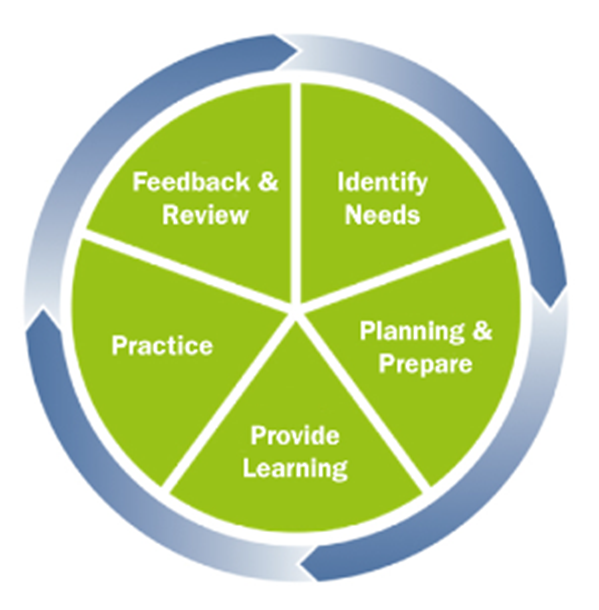 Identify
Needs
Planning &
Prepare
Provide
Learning
Practice
Feedback &
Review